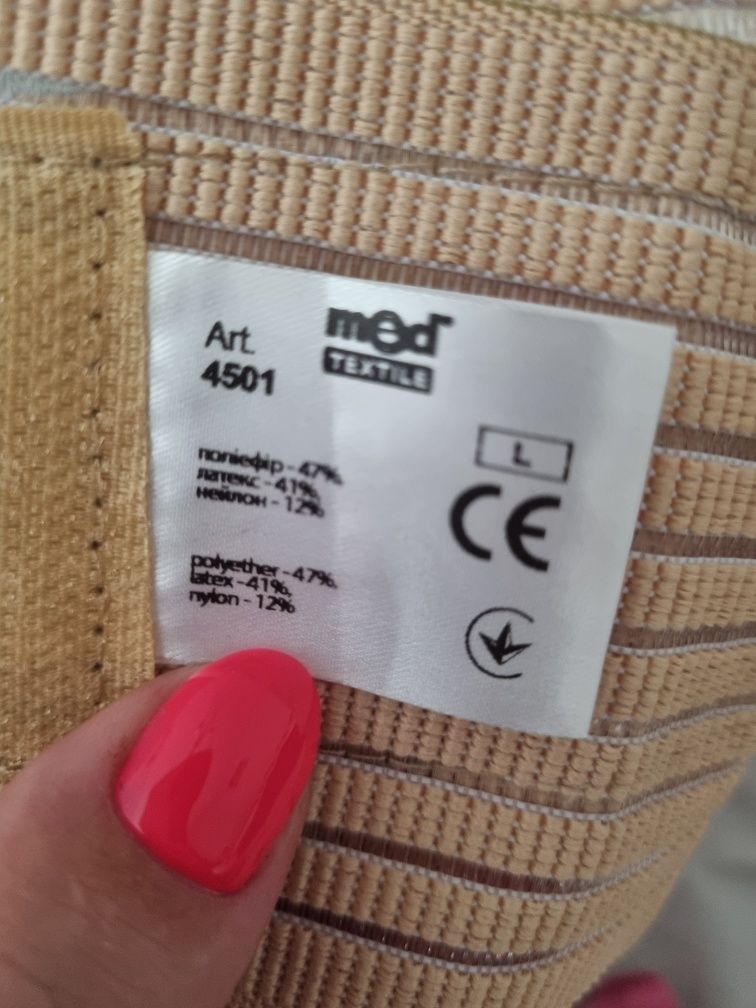 Art.
4501
med
TEXTILE
поліефір - 47%,
латекс - 41%,
нейлон - 12%
polyether - 47%,
latex - 41%,
nylon - 12%
L
CE